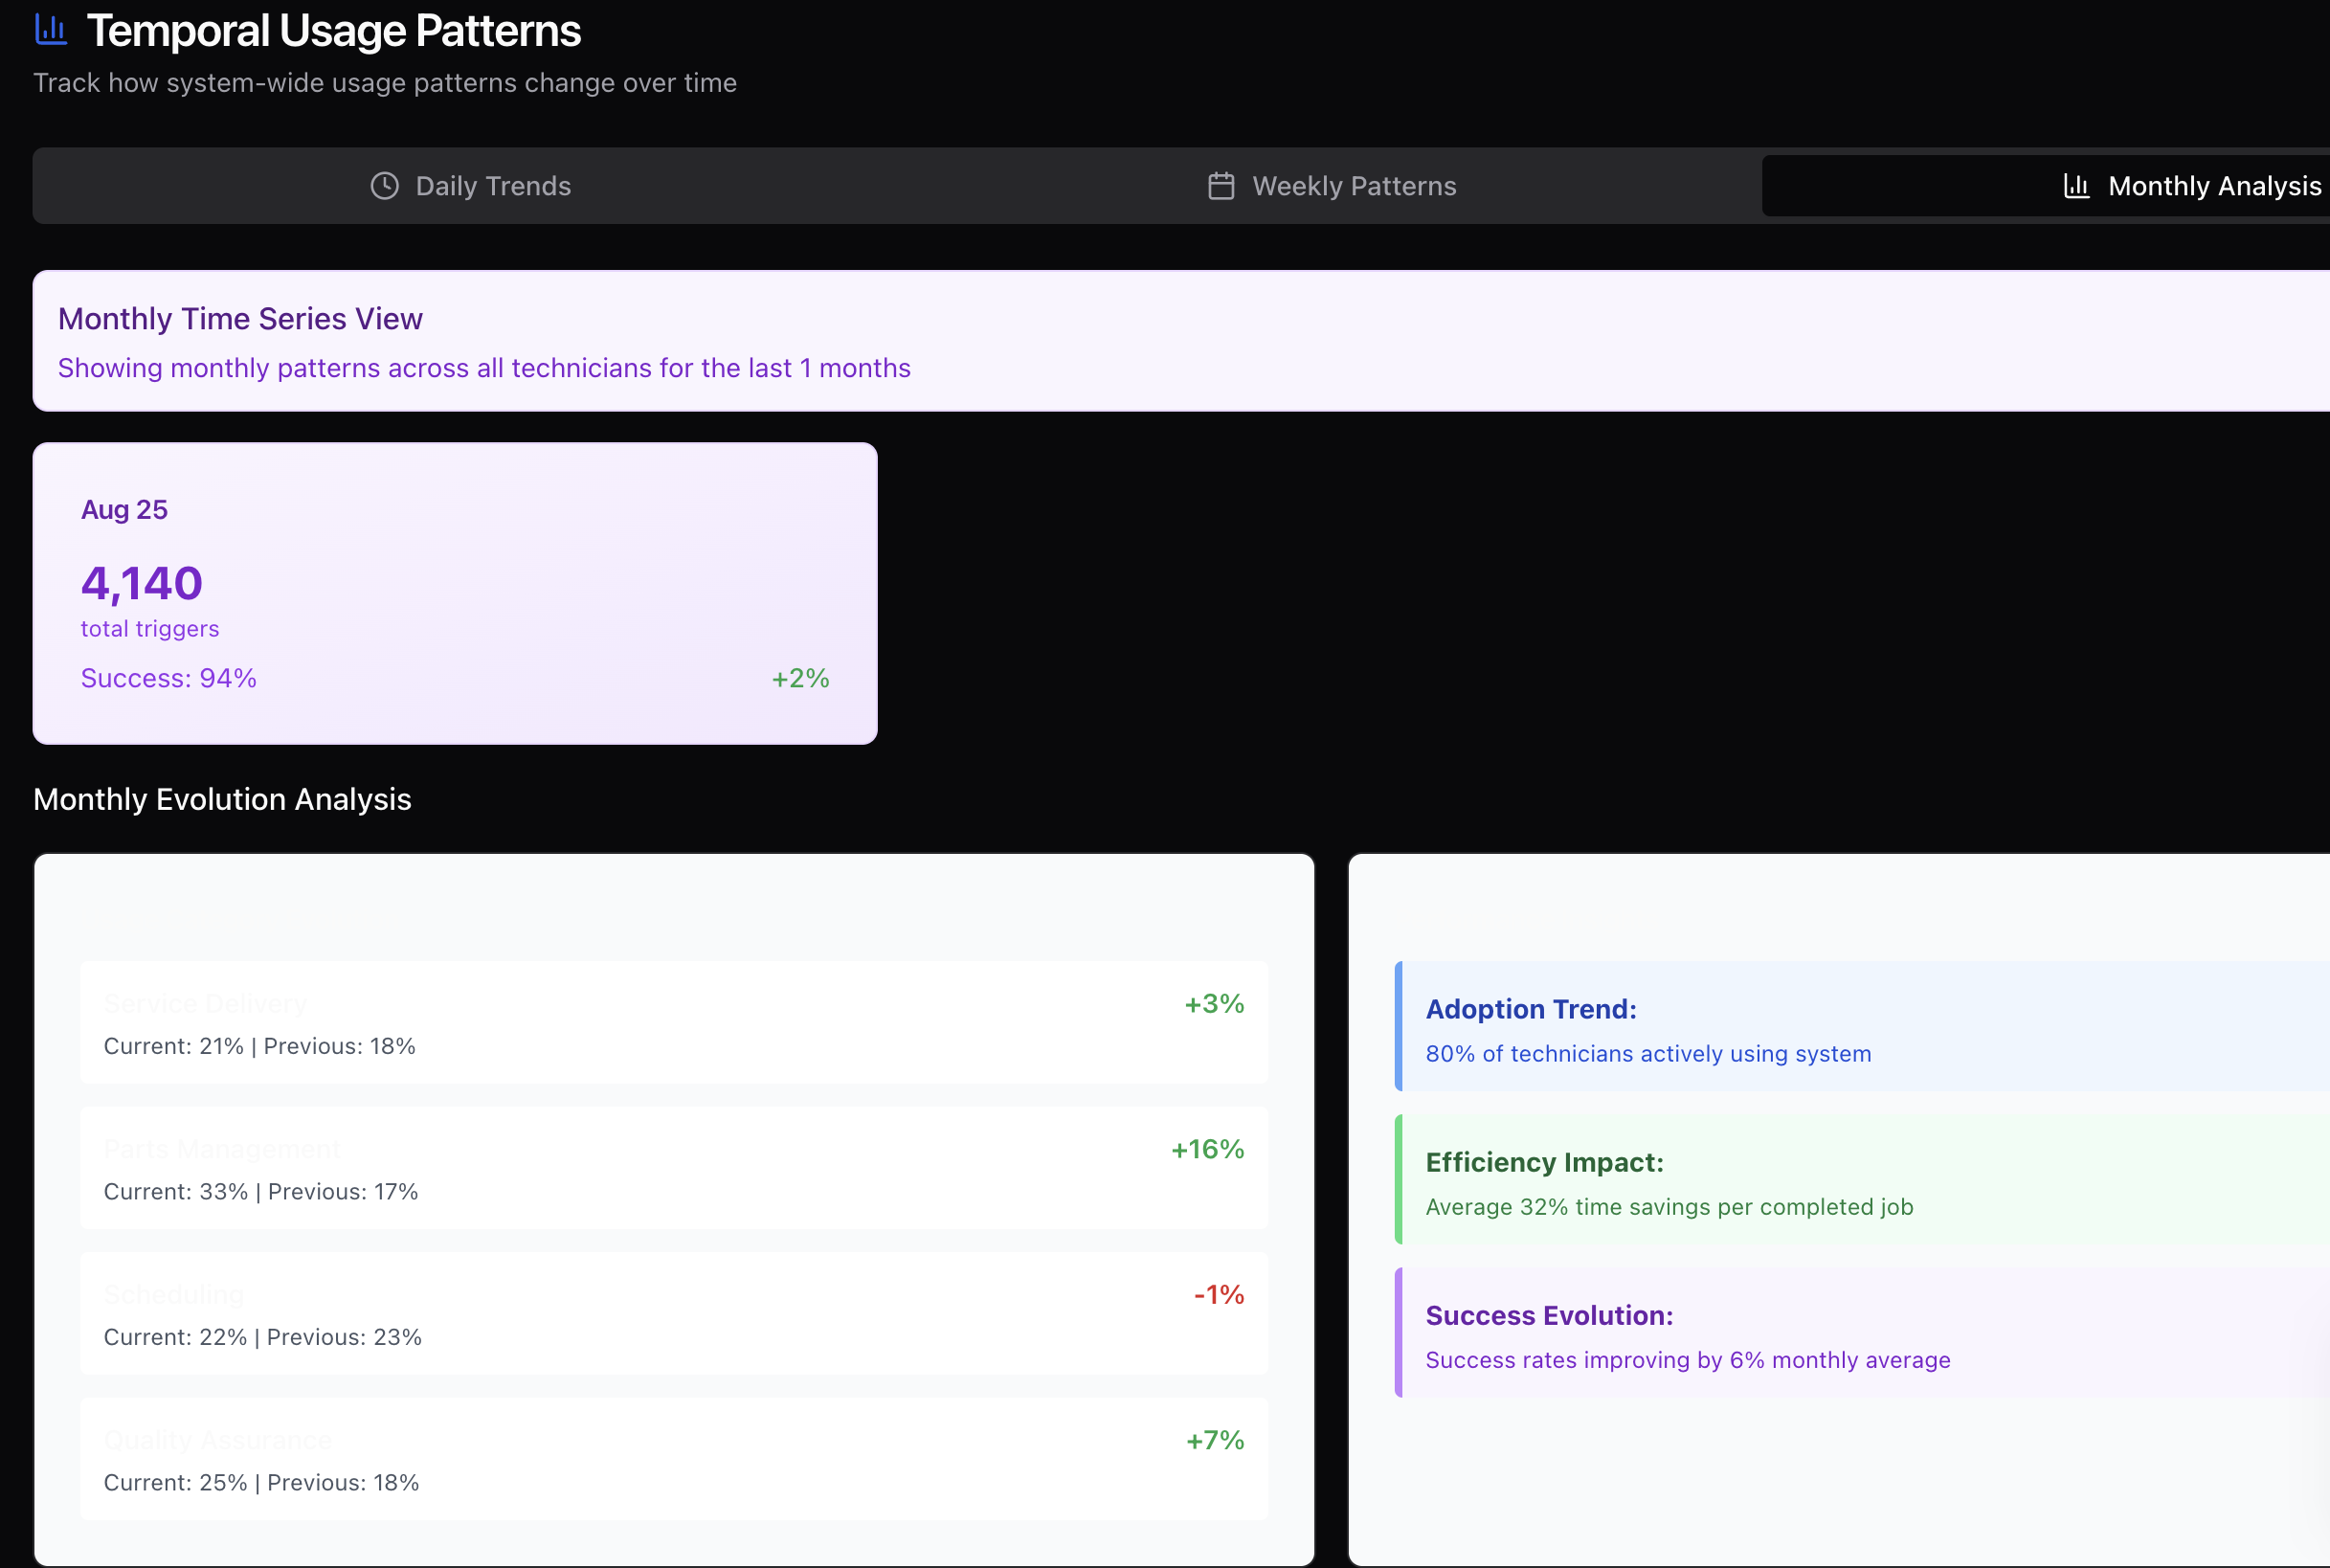 Temporal Usage Patterns
Track how system-wide usage patterns change over time
Daily Trends
Weekly Patterns
Monthly Analysis
Monthly Time Series View
Showing monthly patterns across all technicians for the last 1 months
Aug 25
4,140
total triggers
Success: 94%
+2%
Monthly Evolution Analysis
Service Delivery
+3%
Current: 21% | Previous: 18%
Parts Management
+16%
Current: 33% | Previous: 17%
Scheduling
-1%
Current: 22% | Previous: 23%
Quality Assurance
+7%
Current: 25% | Previous: 18%
Adoption Trend:
80% of technicians actively using system
Efficiency Impact:
Average 32% time savings per completed job
Success Evolution:
Success rates improving by 6% monthly average